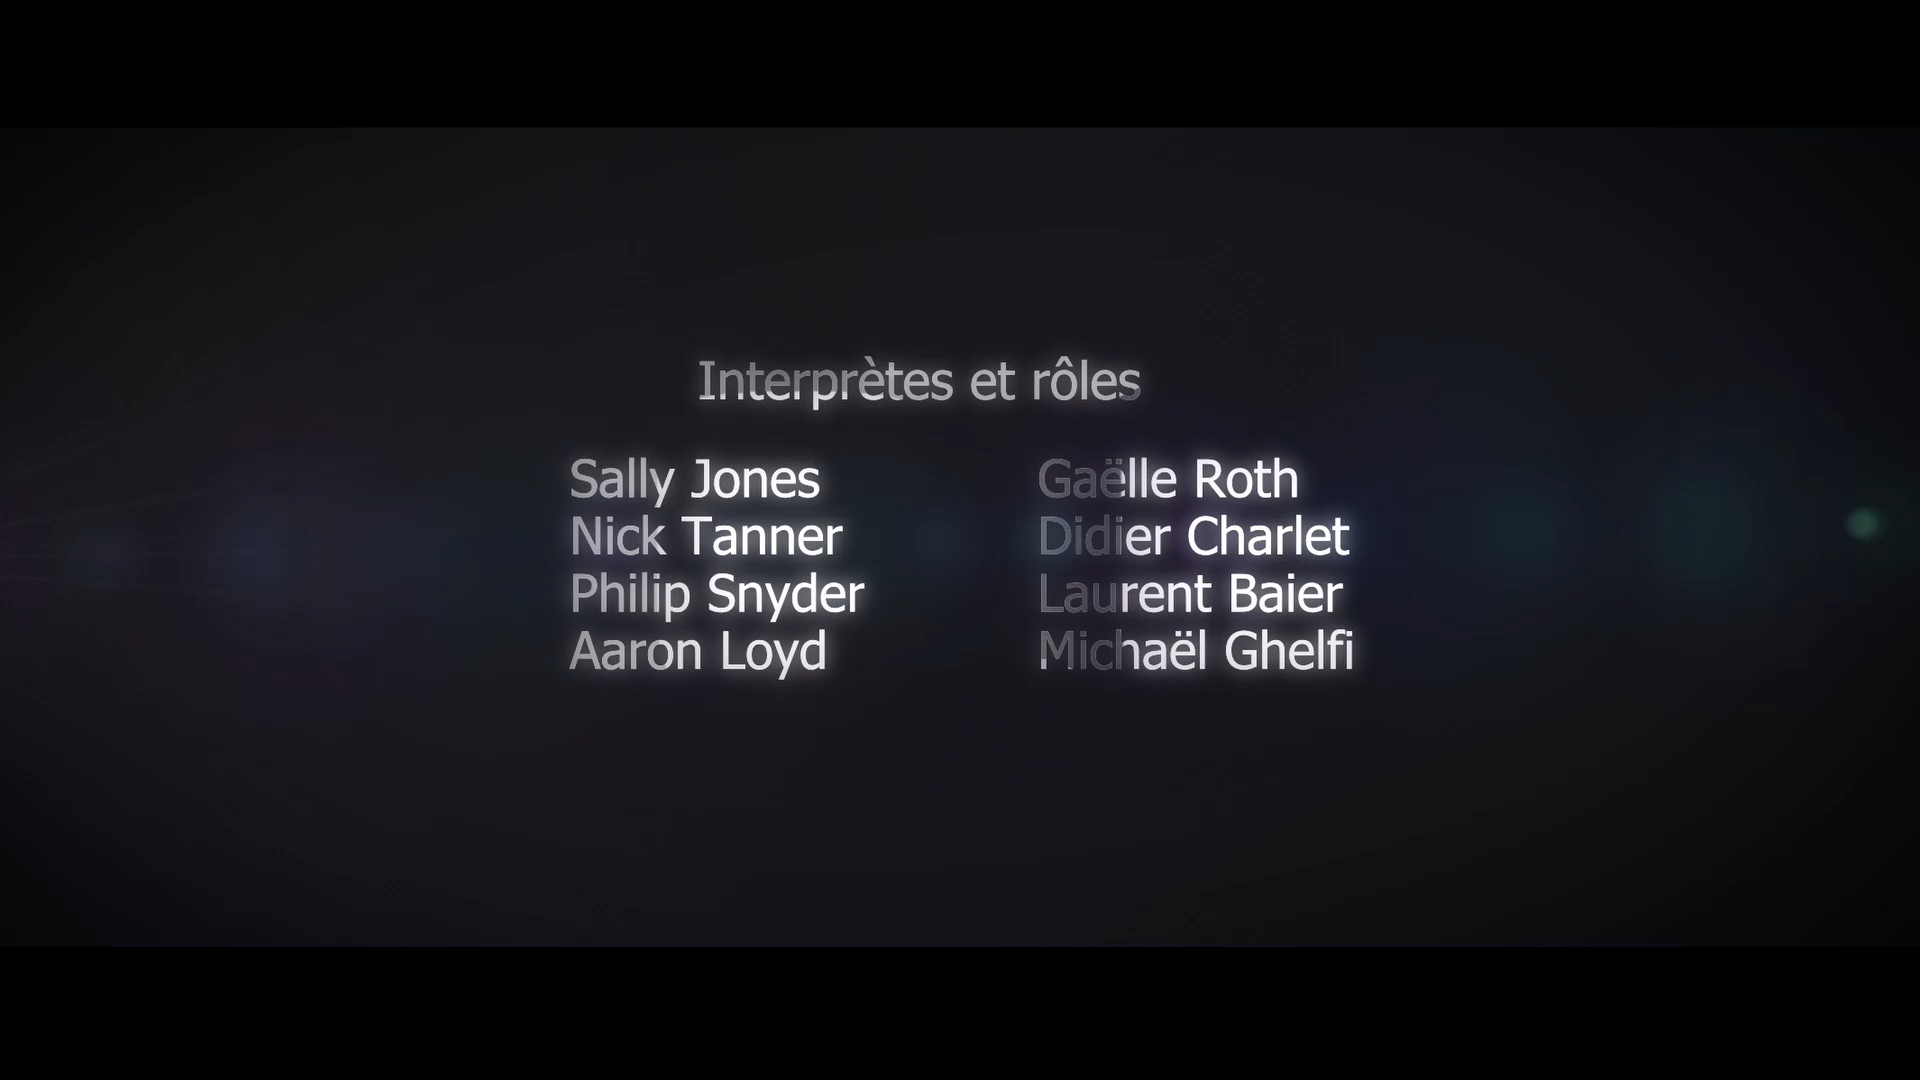 Interprètes et rôles
Sally Jones Gaëlle Roth
Nick Tanner Didier Charlet
Philip Snyder Laurent Baier
Aaron Loyd Michaël Ghelfi